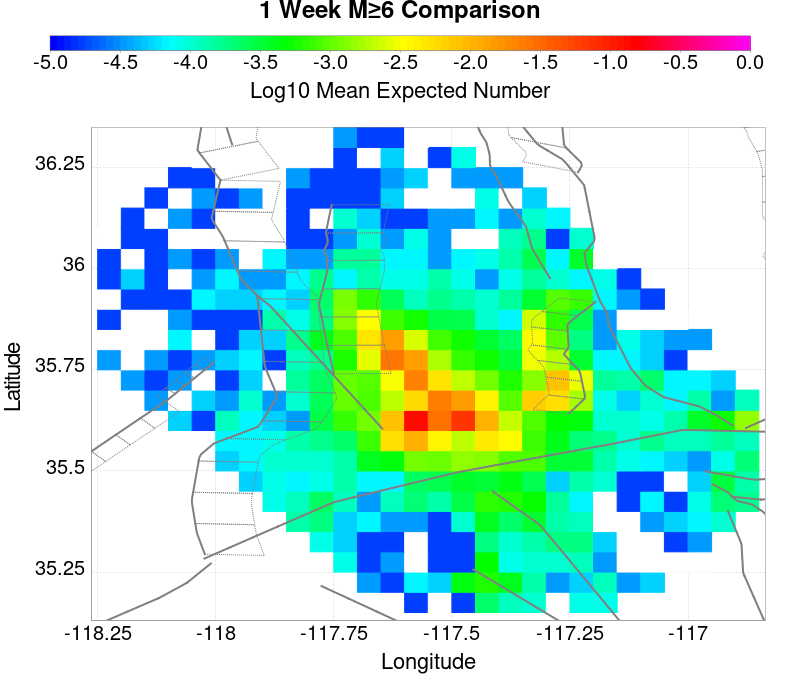 1 Week M≥6 Comparison
-5.0 -4.5 -4.0 -3.5 -3.0 -2.5 -2.0 -1.5 -1.0 -0.5 0.0
Log10 Mean Expected Number
36.25
36
35.75
35.5
35.25
Latitude
-118.25 -118 -117.75 -117.5 -117.25 -117
Longitude